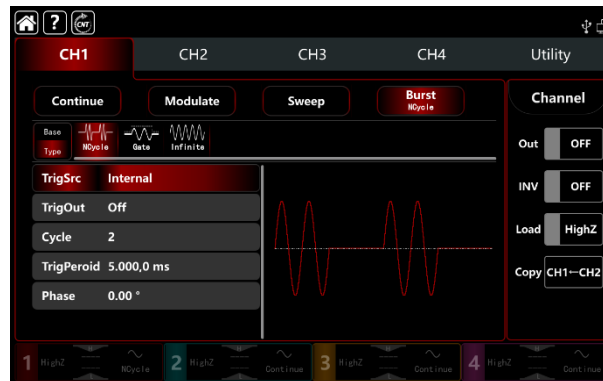 ? CNT
CH1 CH2 CH3 CH4 Utility
Continue Modulate Sweep Burst Channel
NCycle
Base
Type NCycle Gate Infinite
Out OFF
TrigSrc Internal
INV OFF
TrigOut Off
Load HighZ
Cycle 2
TrigPeroid 5.000,0 ms
Copy CH1←CH2
Phase 0.00 °
1 HighZ NCycle 2 HighZ Continue 3 HighZ Continue 4 HighZ Continue